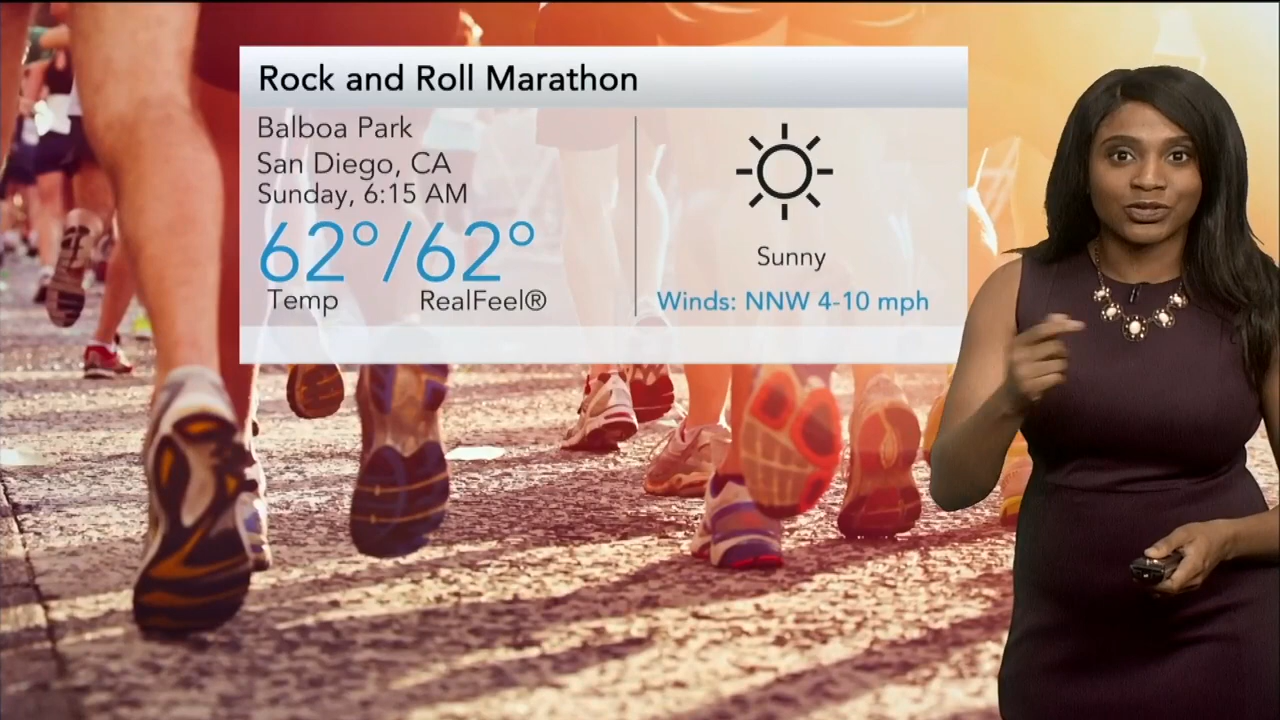 Rock and Roll Marathon
Balboa Park
San Diego, CA
Sunday, 6:15 AM
62°/62°
Temp RealFeel®
Sunny
Winds: NNW 4-10 mph